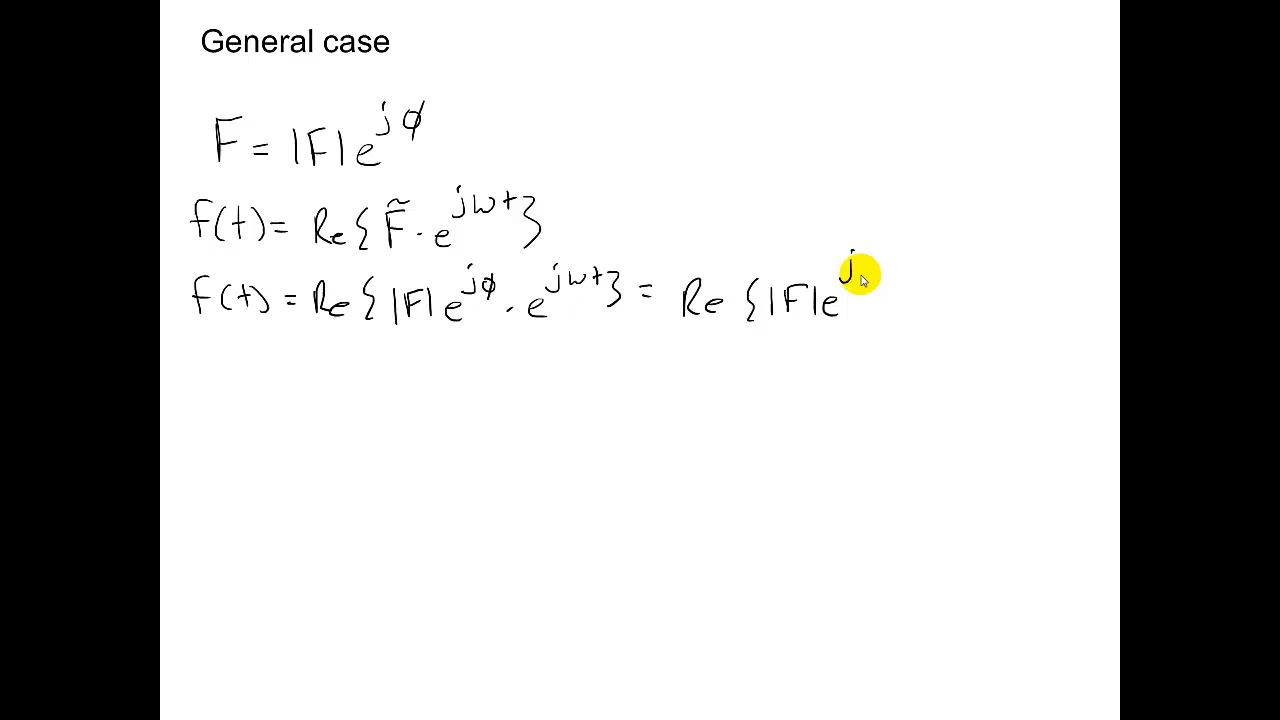 General case
F = |F|e^{jϕ}
f(t) = Re{F̃ · e^{jωt}}
f(t) = Re{|F|e^{jϕ} · e^{jωt}} = Re{|F|e^{j